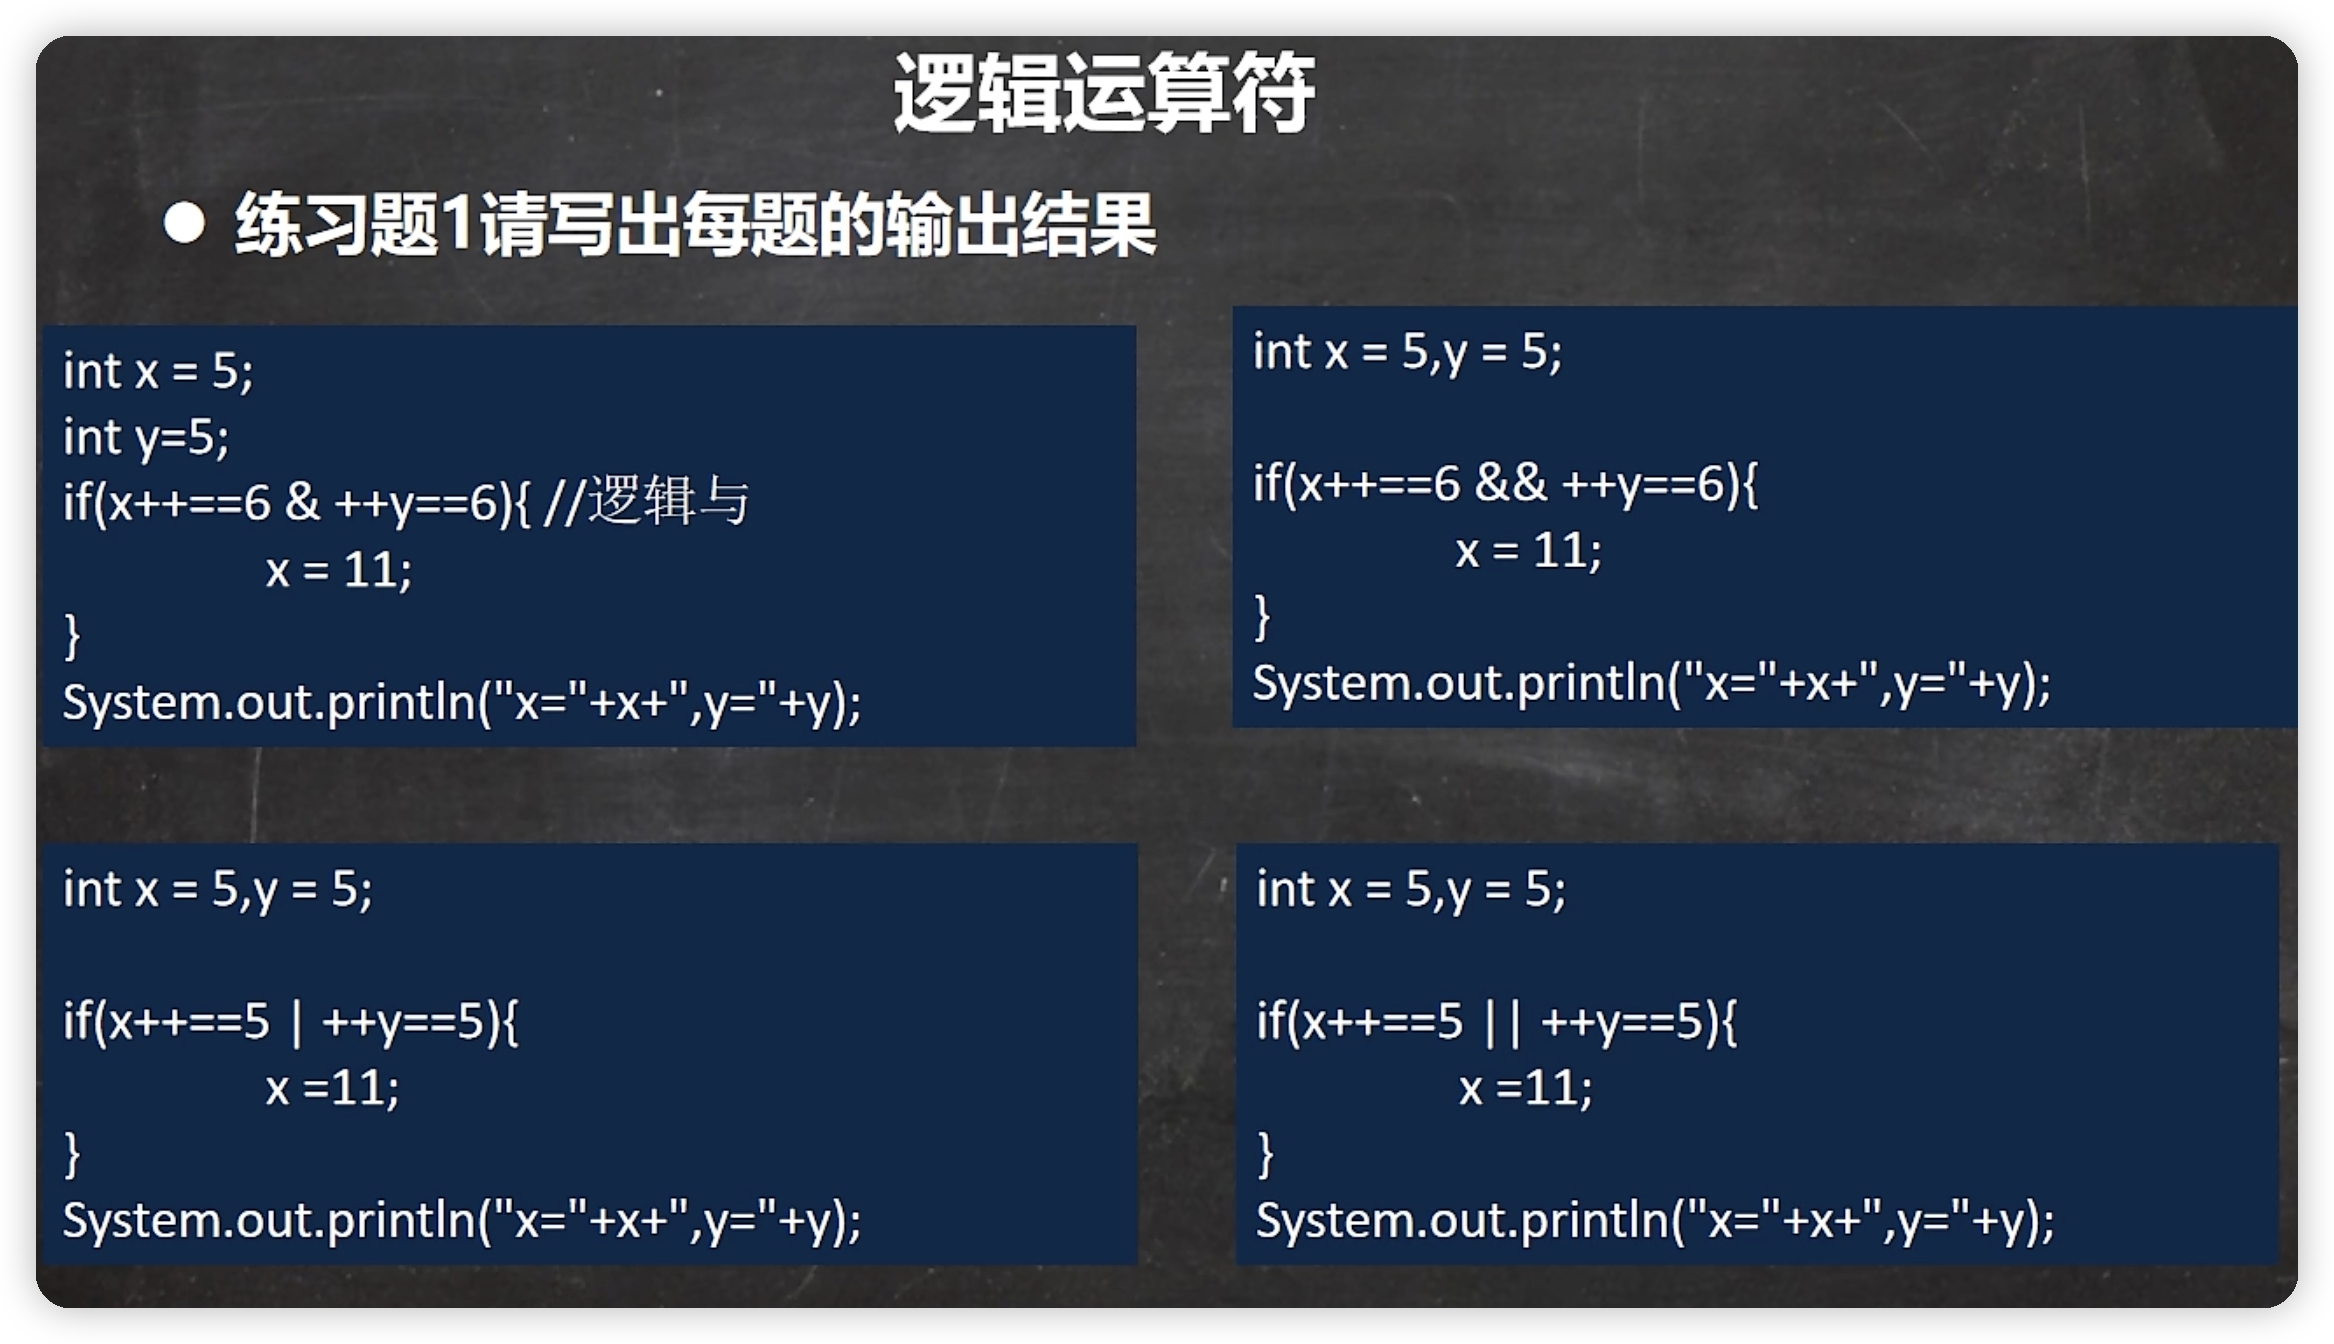 逻辑运算符
● 练习题1请写出每题的输出结果
int x = 5;
int y=5;
if(x++==6 & ++y==6){ //逻辑与
x = 11;
}
System.out.println("x="+x+",y="+y);
int x = 5,y = 5;
if(x++==6 && ++y==6){
x = 11;
}
System.out.println("x="+x+",y="+y);
int x = 5,y = 5;
if(x++==5 | ++y==5){
x =11;
}
System.out.println("x="+x+",y="+y);
int x = 5,y = 5;
if(x++==5 || ++y==5){
x =11;
}
System.out.println("x="+x+",y="+y);